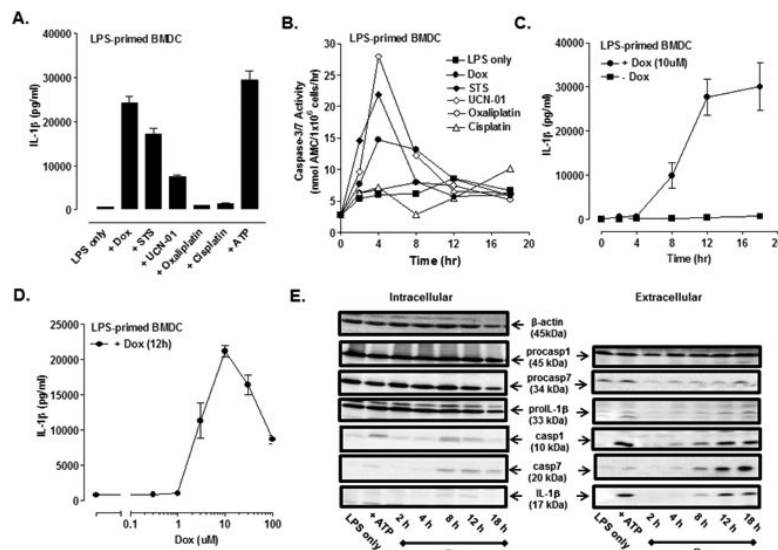 A.
LPS-primed BMDC
IL-1β (pg/ml)
40000
30000
20000
10000
0
LPS only
+ Dox
+ STS
+ UCN-01
+ Oxaliplatin
+ Cisplatin
+ ATP
B.
LPS-primed BMDC
Caspase-3/7 Activity
(nmol AMC/1x10⁶ cells/hr)
30
25
20
15
10
5
0
0 4 8 12 16 20
Time (hr)
LPS only
Dox
STS
UCN-01
Oxaliplatin
Cisplatin
C.
LPS-primed BMDC
+ Dox (10uM)
- Dox
IL-1β (pg/ml)
40000
30000
20000
10000
0
0 4 8 12 16 20
Time (hr)
D.
LPS-primed BMDC
+ Dox (12h)
IL-1β (pg/ml)
25000
20000
15000
10000
5000
0
0.1 1 10 100
Dox (uM)
E.
Intracellular
Extracellular
β-actin
(45kDa)
procasp1
(45 kDa)
procasp7
(34 kDa)
proIL-1β
(33 kDa)
casp1
(10 kDa)
casp7
(20 kDa)
IL-1β
(17 kDa)
LPS only
+ ATP
2 h
4 h
8 h
12 h
18 h
LPS only
+ ATP
2 h
4 h
8 h
12 h
18 h